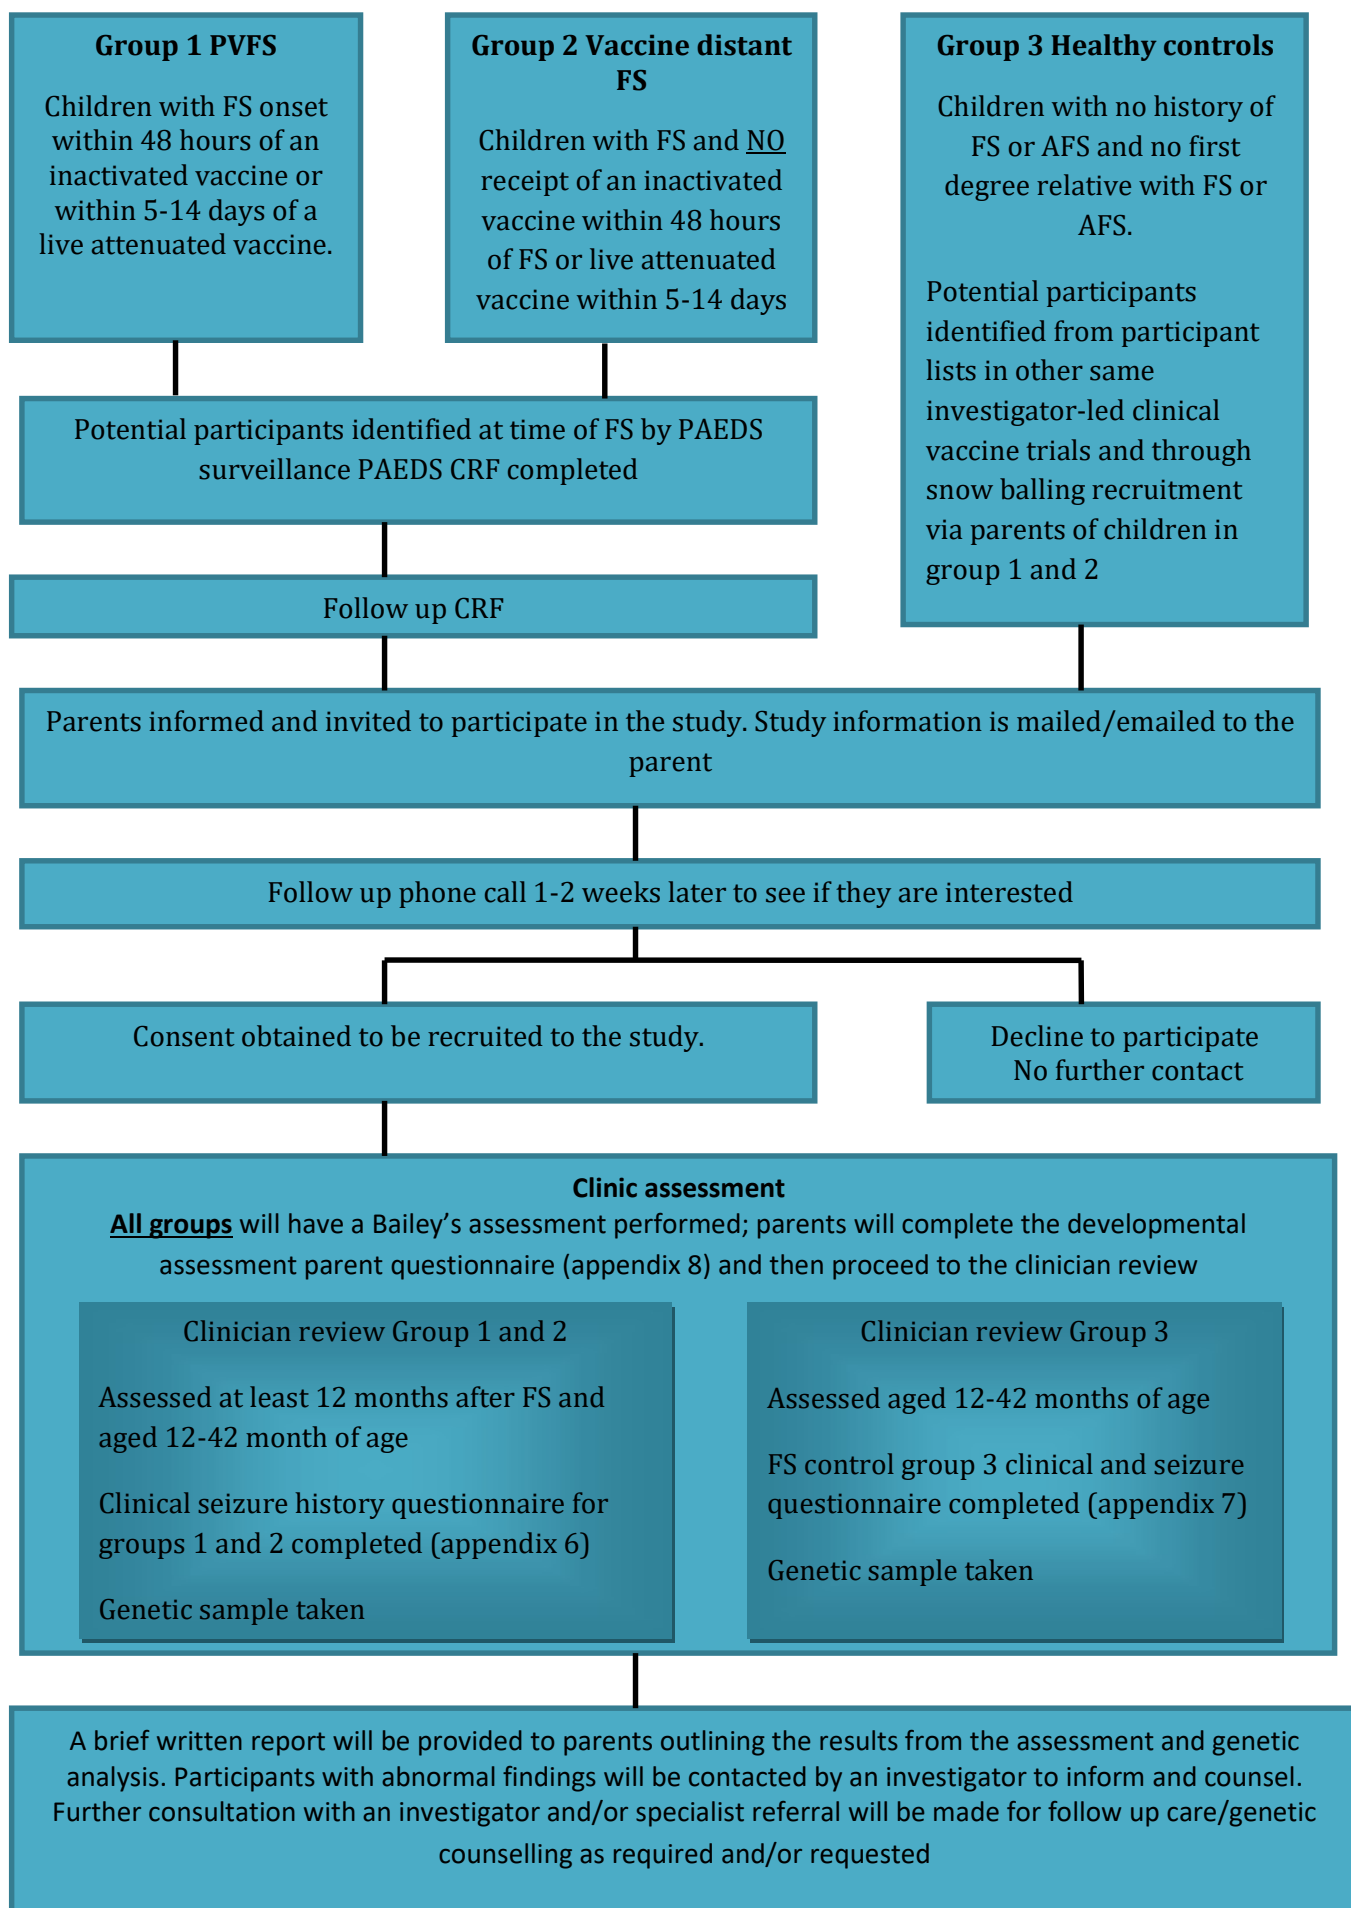 Group 1 PVFS
Children with FS onset
within 48 hours of an
inactivated vaccine or
within 5-14 days of a
live attenuated vaccine.
Group 2 Vaccine distant
FS
Children with FS and NO
receipt of an inactivated
vaccine within 48 hours
of FS or live attenuated
vaccine within 5-14 days
Group 3 Healthy controls
Children with no history of
FS or AFS and no first
degree relative with FS or
AFS.
Potential participants
identified from participant
lists in other same
investigator-led clinical
vaccine trials and through
snow balling recruitment
via parents of children in
group 1 and 2
Potential participants identified at time of FS by PAEDS
surveillance PAEDS CRF completed
Follow up CRF
Parents informed and invited to participate in the study. Study information is mailed/emailed to the
parent
Follow up phone call 1-2 weeks later to see if they are interested
Consent obtained to be recruited to the study.
Decline to participate
No further contact
Clinic assessment
All groups will have a Bailey’s assessment performed; parents will complete the developmental
assessment parent questionnaire (appendix 8) and then proceed to the clinician review
Clinician review Group 1 and 2
Assessed at least 12 months after FS and
aged 12-42 month of age
Clinical seizure history questionnaire for
groups 1 and 2 completed (appendix 6)
Genetic sample taken
Clinician review Group 3
Assessed aged 12-42 months of age
FS control group 3 clinical and seizure
questionnaire completed (appendix 7)
Genetic sample taken
A brief written report will be provided to parents outlining the results from the assessment and genetic
analysis. Participants with abnormal findings will be contacted by an investigator to inform and counsel.
Further consultation with an investigator and/or specialist referral will be made for follow up care/genetic
counselling as required and/or requested